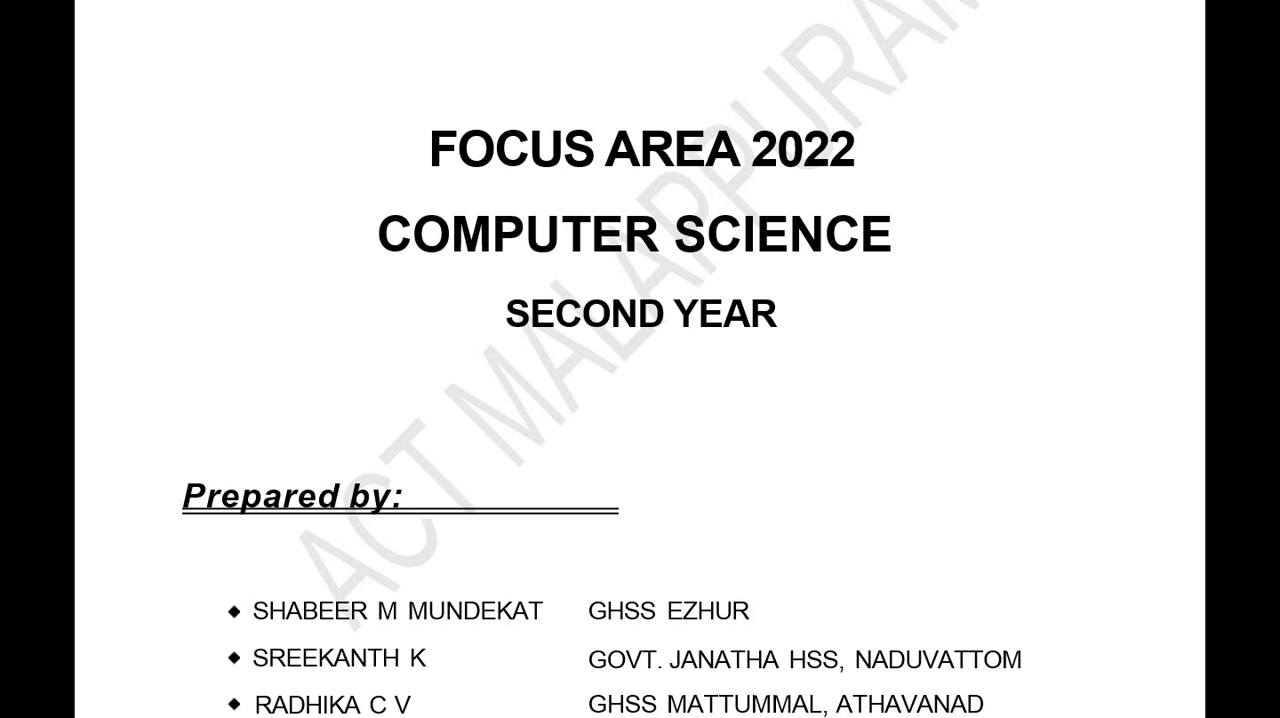 FOCUS AREA 2022
COMPUTER SCIENCE
SECOND YEAR
ACT MALAPPURAM
Prepared by:
SHABEER M MUNDEKAT GHSS EZHUR
SREEKANTH K GOVT. JANATHA HSS, NADUVATTOM
RADHIKA C V GHSS MATTUMMAL, ATHAVANAD